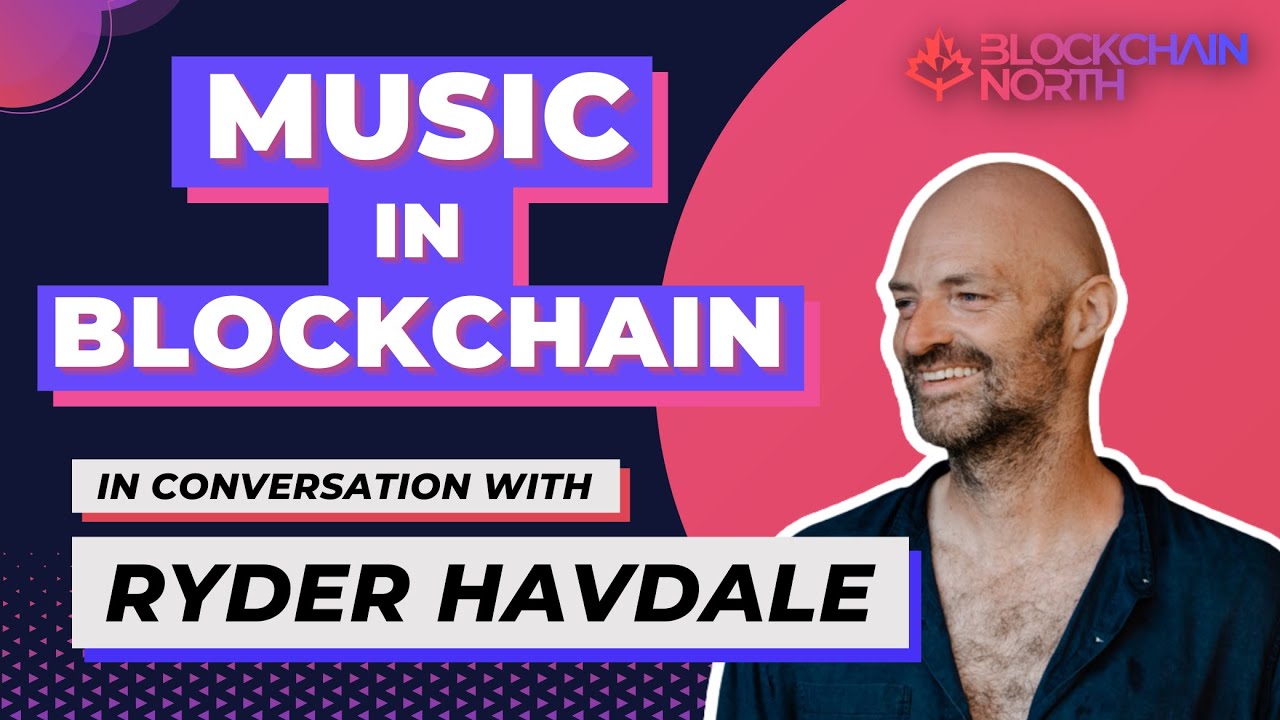 BLOCKCHAIN
NORTH
MUSIC
IN
BLOCKCHAIN
IN CONVERSATION WITH
RYDER HAVDALE